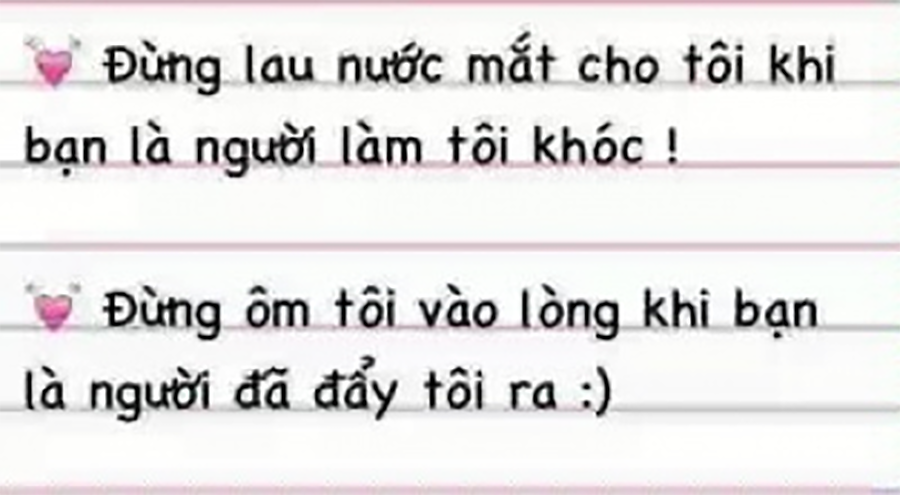 💓 Đừng lau nước mắt cho tôi khi
bạn là người làm tôi khóc !
💓 Đừng ôm tôi vào lòng khi bạn
là người đã đẩy tôi ra :)